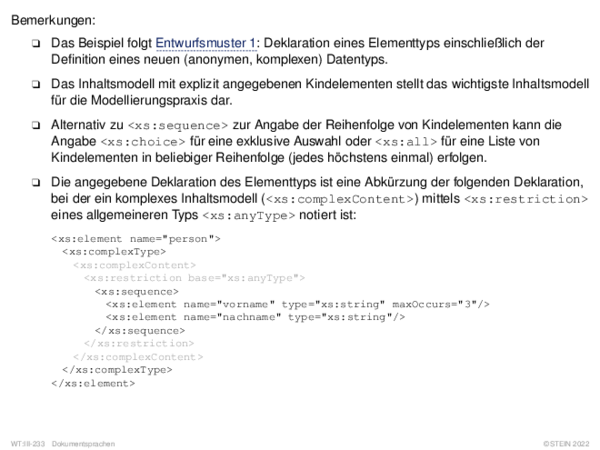 Bemerkungen:
❑ Das Beispiel folgt Entwurfsmuster 1: Deklaration eines Elementtyps einschließlich der
Definition eines neuen (anonymen, komplexen) Datentyps.
❑ Das Inhaltsmodell mit explizit angegebenen Kindelementen stellt das wichtigste Inhaltsmodell
für die Modellierungspraxis dar.
❑ Alternativ zu <xs:sequence> zur Angabe der Reihenfolge von Kindelementen kann die
Angabe <xs:choice> für eine exklusive Auswahl oder <xs:all> für eine Liste von
Kindelementen in beliebiger Reihenfolge (jedes höchstens einmal) erfolgen.
❑ Die angegebene Deklaration des Elementtyps ist eine Abkürzung der folgenden Deklaration,
bei der ein komplexes Inhaltsmodell (<xs:complexContent>) mittels <xs:restriction>
eines allgemeineren Typs <xs:anyType> notiert ist:
<xs:element name="person">
<xs:complexType>
<xs:complexContent>
<xs:restriction base="xs:anyType">
<xs:sequence>
<xs:element name="vorname" type="xs:string" maxOccurs="3"/>
<xs:element name="nachname" type="xs:string"/>
</xs:sequence>
</xs:restriction>
</xs:complexContent>
</xs:complexType>
</xs:element>
WT:III-233 Dokumentsprachen ©STEIN 2022